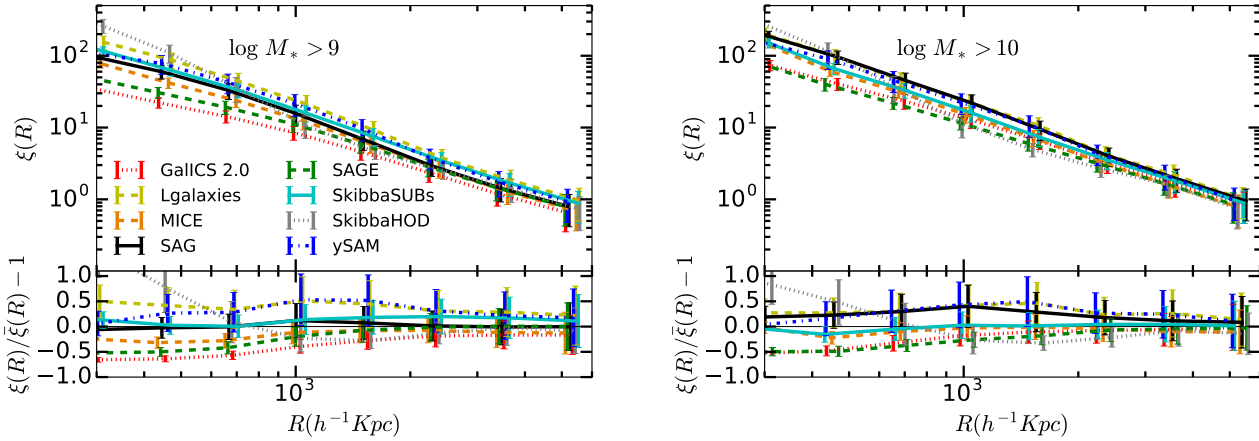 log M* > 9
ξ(R)
10²
10¹
10⁰
GalICS 2.0
Lgalaxies
MICE
SAG
SAGE
SkibbaSUBs
SkibbaHOD
ySAM
ξ(R)/ξ̄(R) − 1
1.0
0.5
0.0
−0.5
−1.0
10³
R(h⁻¹Kpc)
log M* > 10
ξ(R)
10²
10¹
10⁰
ξ(R)/ξ̄(R) − 1
1.0
0.5
0.0
−0.5
−1.0
10³
R(h⁻¹Kpc)